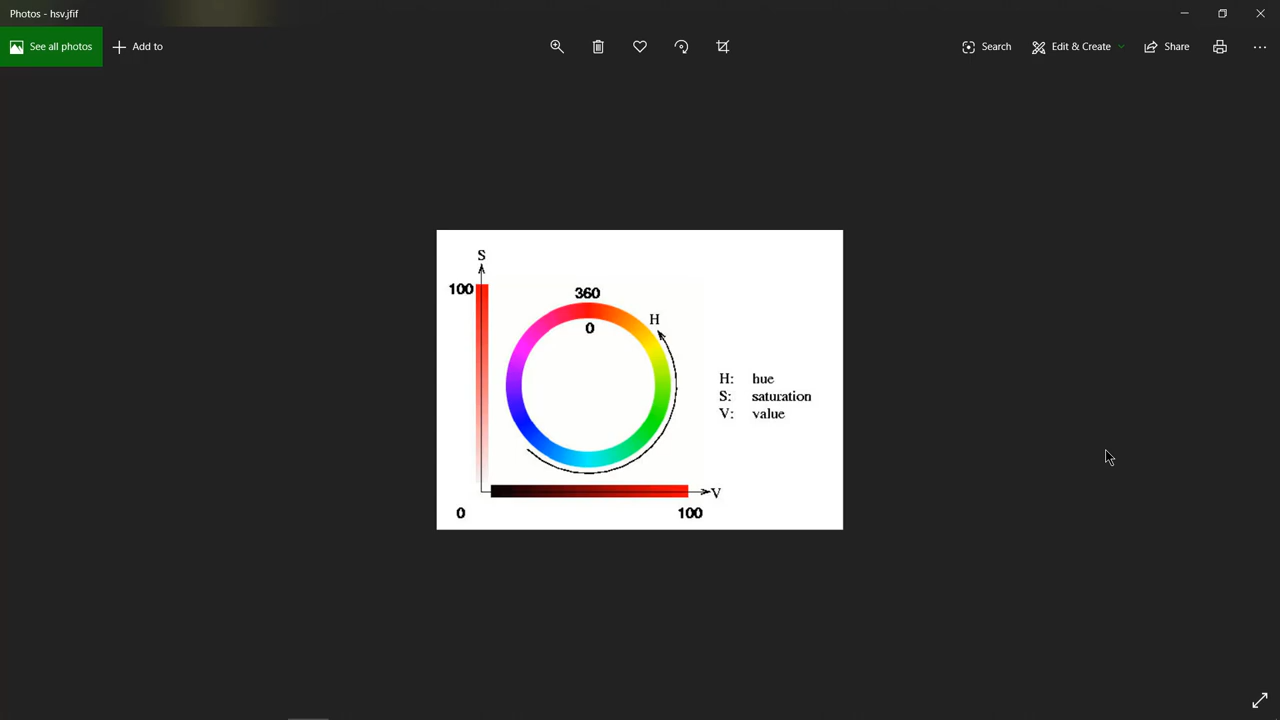 Photos - hsv.jfif
See all photos
Add to
Search
Edit & Create
Share
S
100
360
0
H
H: hue
S: saturation
V: value
V
0
100